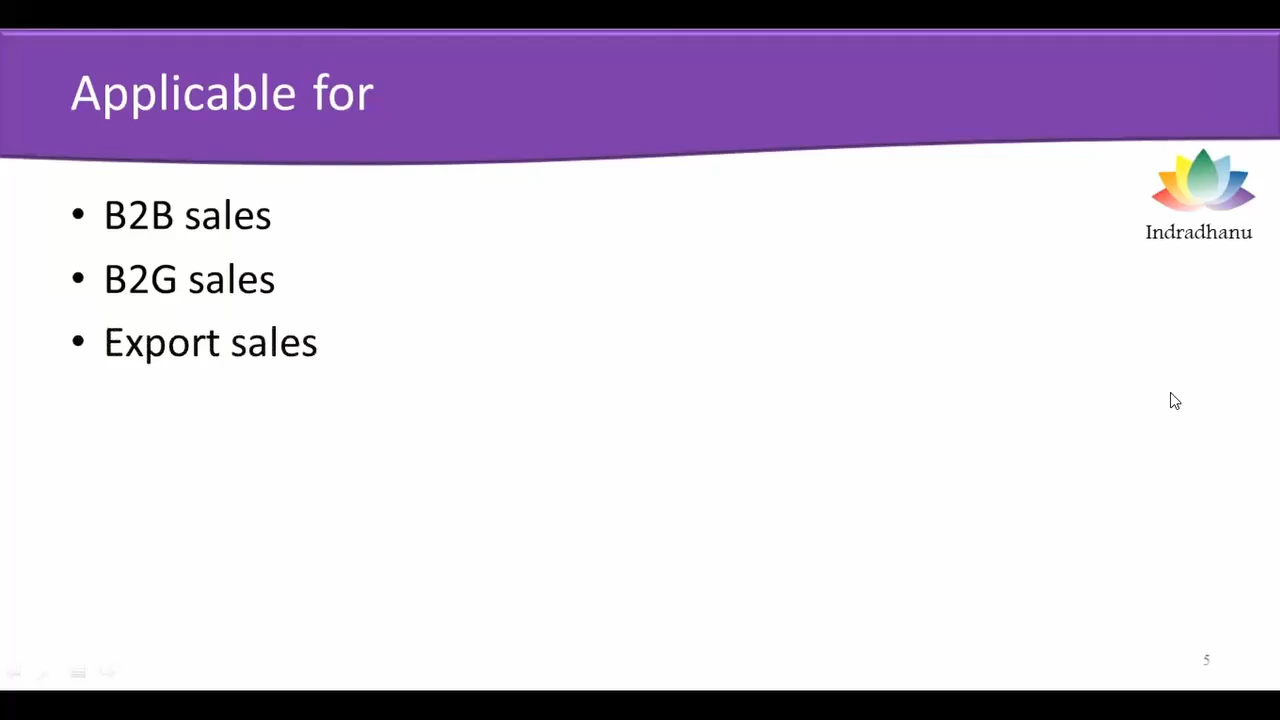 Applicable for
• B2B sales
• B2G sales
• Export sales
Indradhanu
5